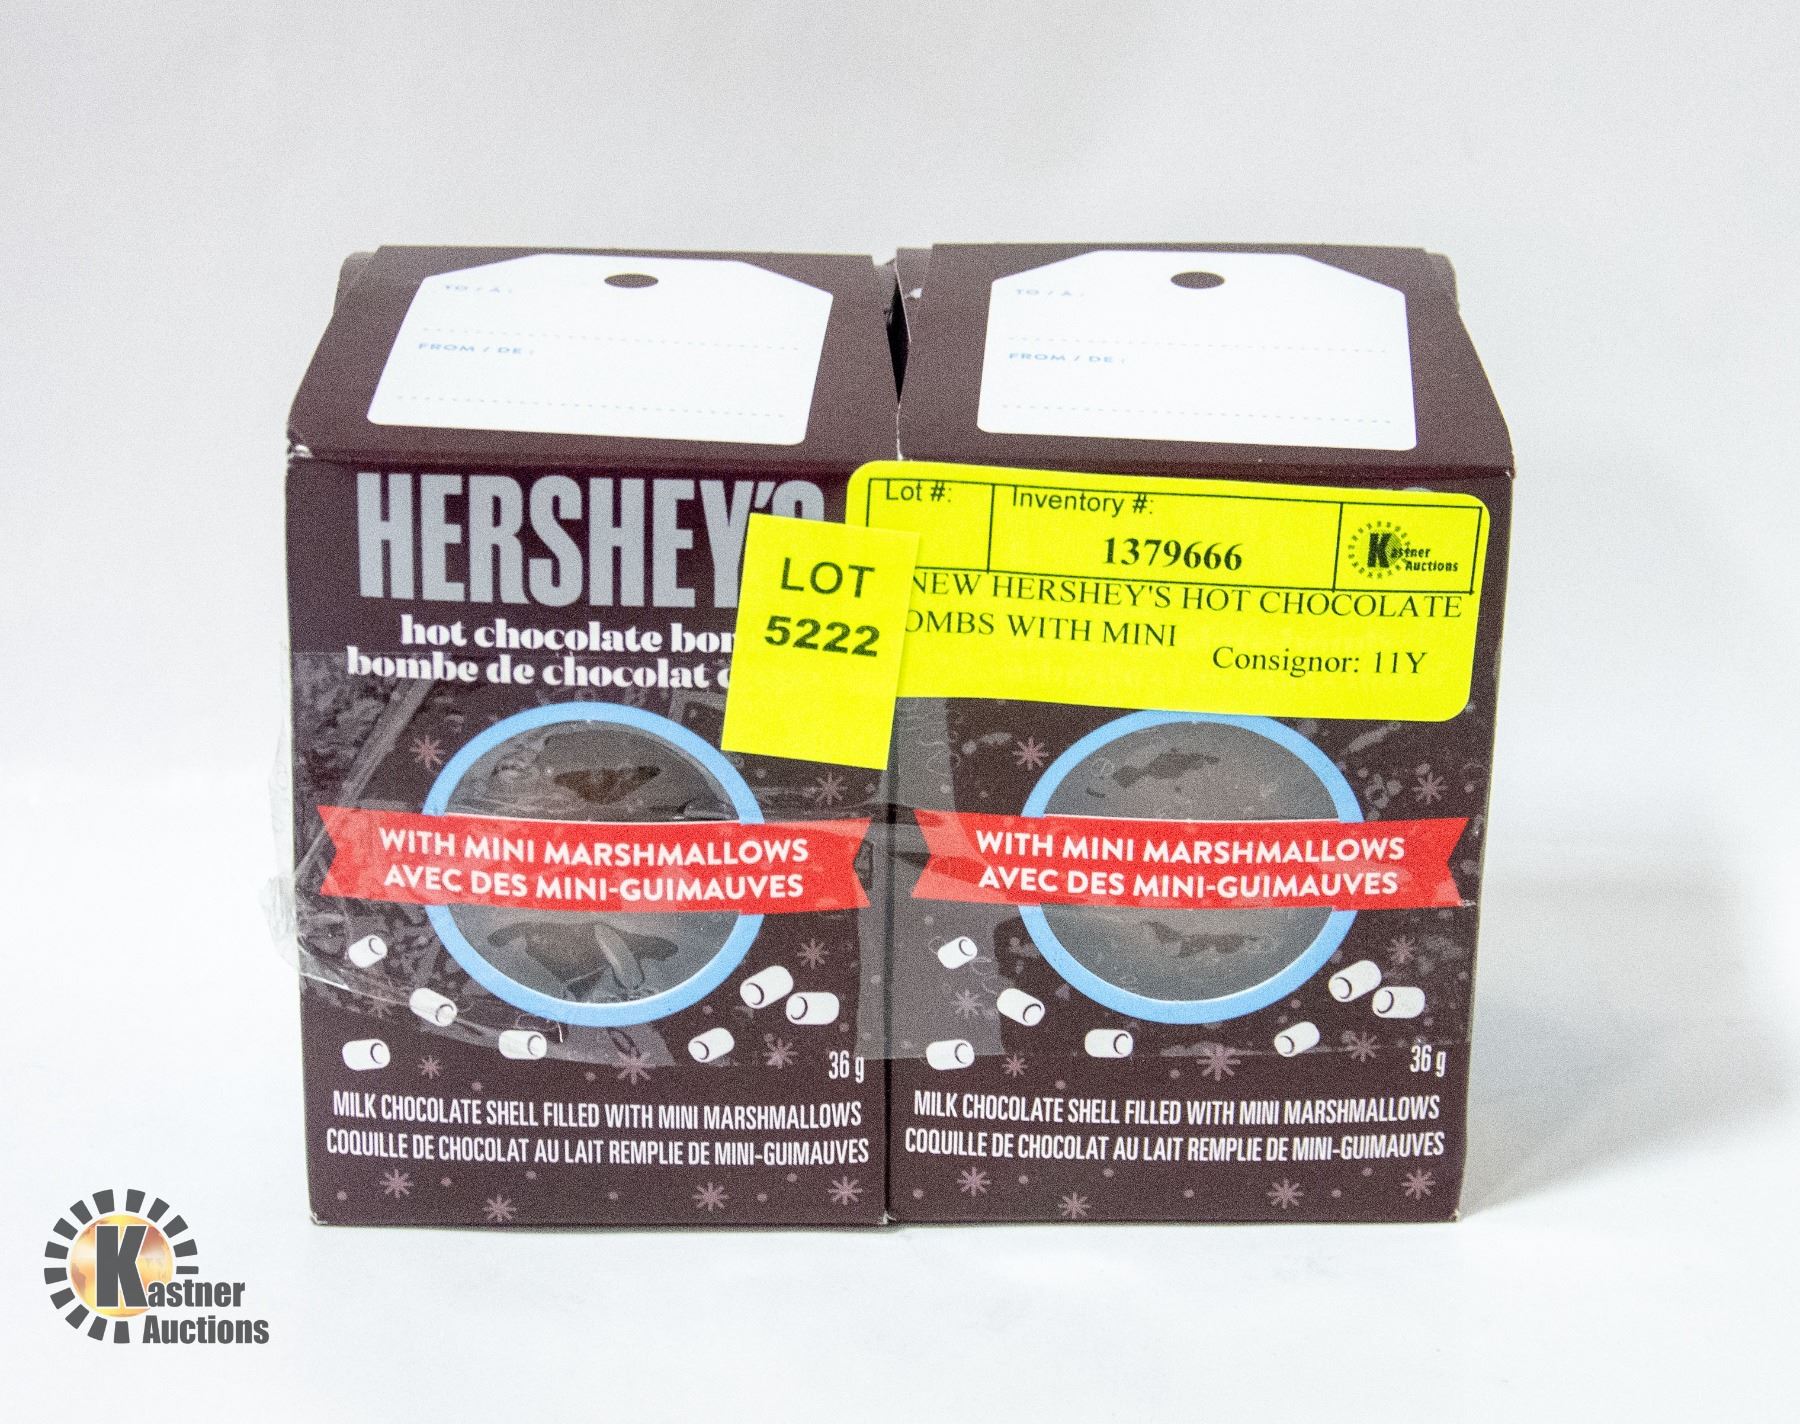 TO / À :
FROM / DE :
TO / À :
FROM / DE :
HERSHEY'S
hot chocolate
bombe de chocolat
LOT
5222
Lot #:
Inventory #:
1379666
Kastner
Auctions
NEW HERSHEY'S HOT CHOCOLATE
WITH MINI
Consignor: 11Y
WITH MINI MARSHMALLOWS
AVEC DES MINI-GUIMAUVES
36 g
MILK CHOCOLATE SHELL FILLED WITH MINI MARSHMALLOWS
COQUILLE DE CHOCOLAT AU LAIT REMPLIE DE MINI-GUIMAUVES
WITH MINI MARSHMALLOWS
AVEC DES MINI-GUIMAUVES
36 g
MILK CHOCOLATE SHELL FILLED WITH MINI MARSHMALLOWS
COQUILLE DE CHOCOLAT AU LAIT REMPLIE DE MINI-GUIMAUVES
Kastner
Auctions